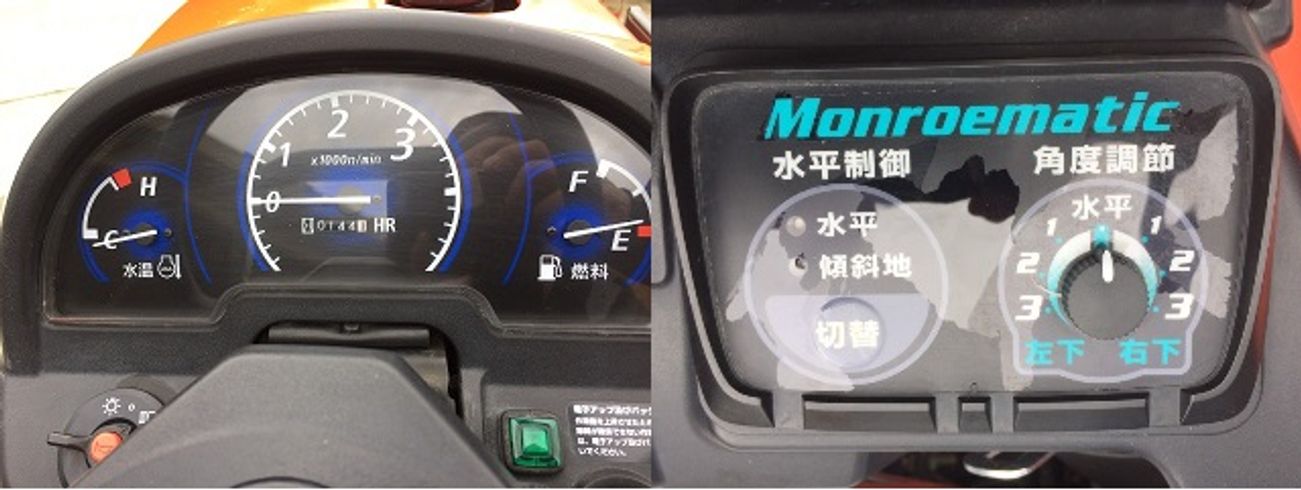 1 2 3
x1000n/min
0
0144 HR
H
C
水温
F
E
燃料
Monroematic
水平制御 角度調節
水平
傾斜地
切替
水平
1 1
2 2
3 3
左下 右下